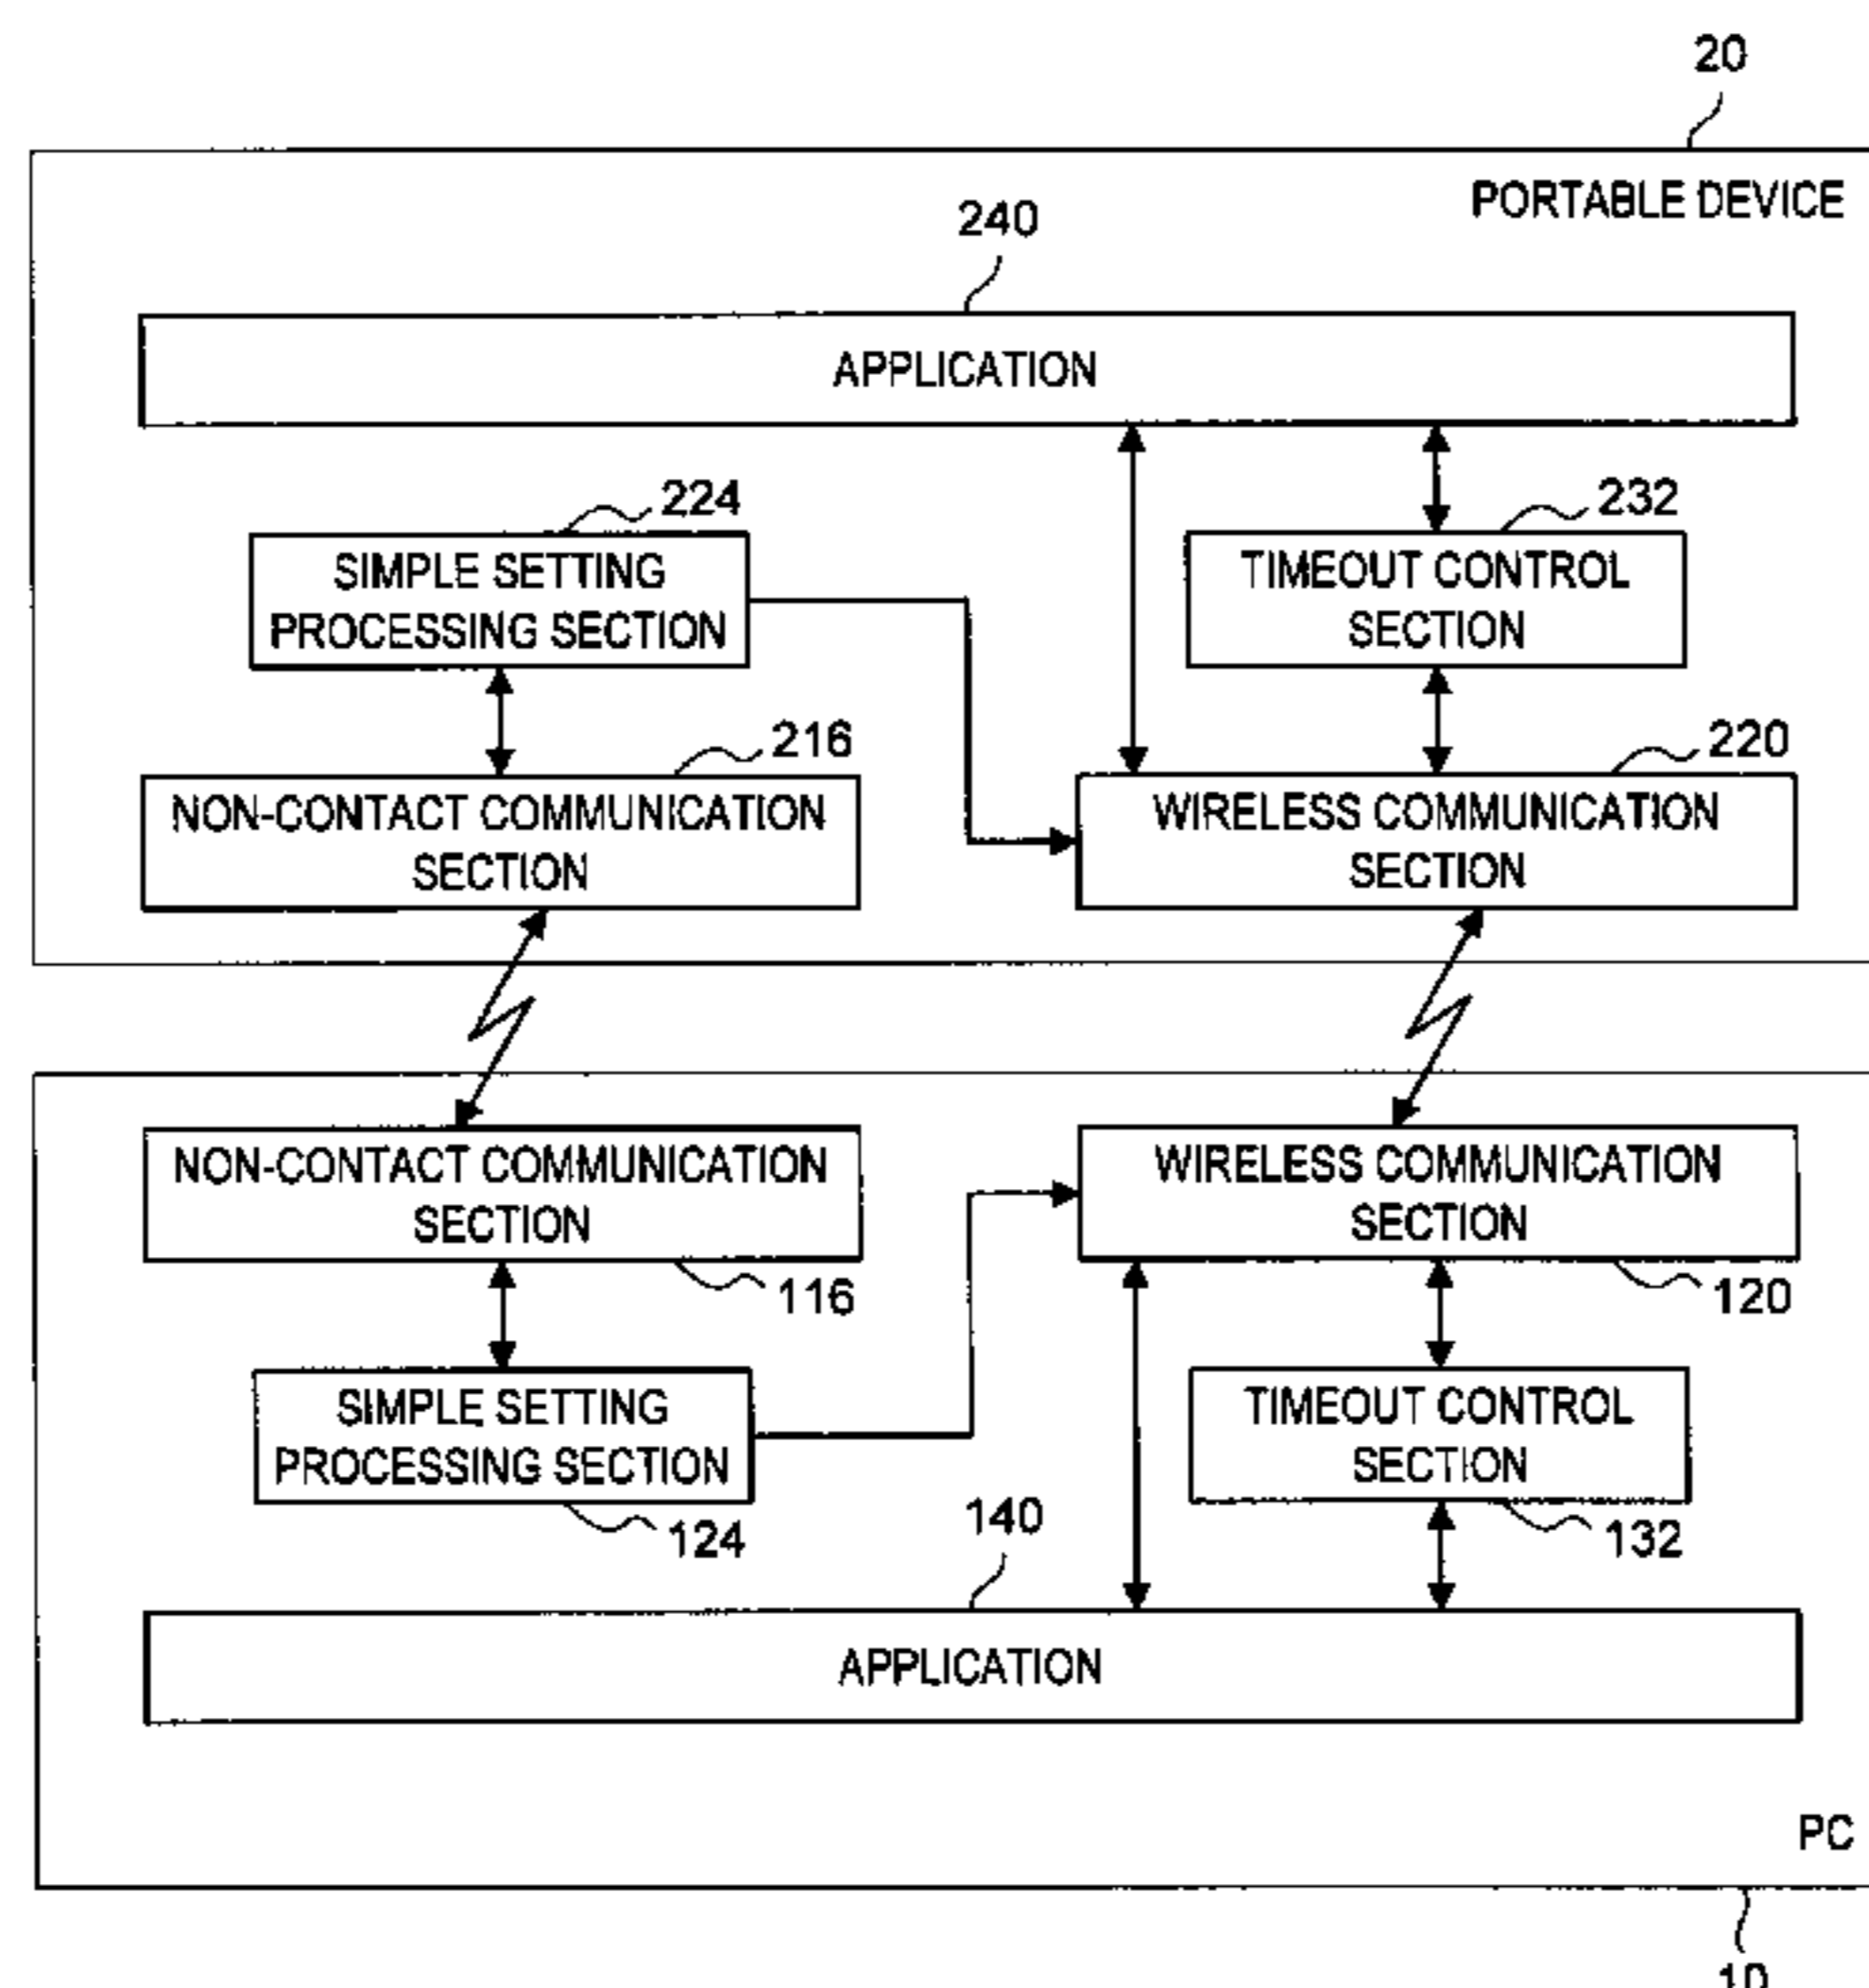 20
PORTABLE DEVICE
240
APPLICATION
224
232
SIMPLE SETTING
PROCESSING SECTION
TIMEOUT CONTROL
SECTION
216
220
NON-CONTACT COMMUNICATION
SECTION
WIRELESS COMMUNICATION
SECTION
NON-CONTACT COMMUNICATION
SECTION
WIRELESS COMMUNICATION
SECTION
116
120
SIMPLE SETTING
PROCESSING SECTION
TIMEOUT CONTROL
SECTION
124
140
132
APPLICATION
PC
10